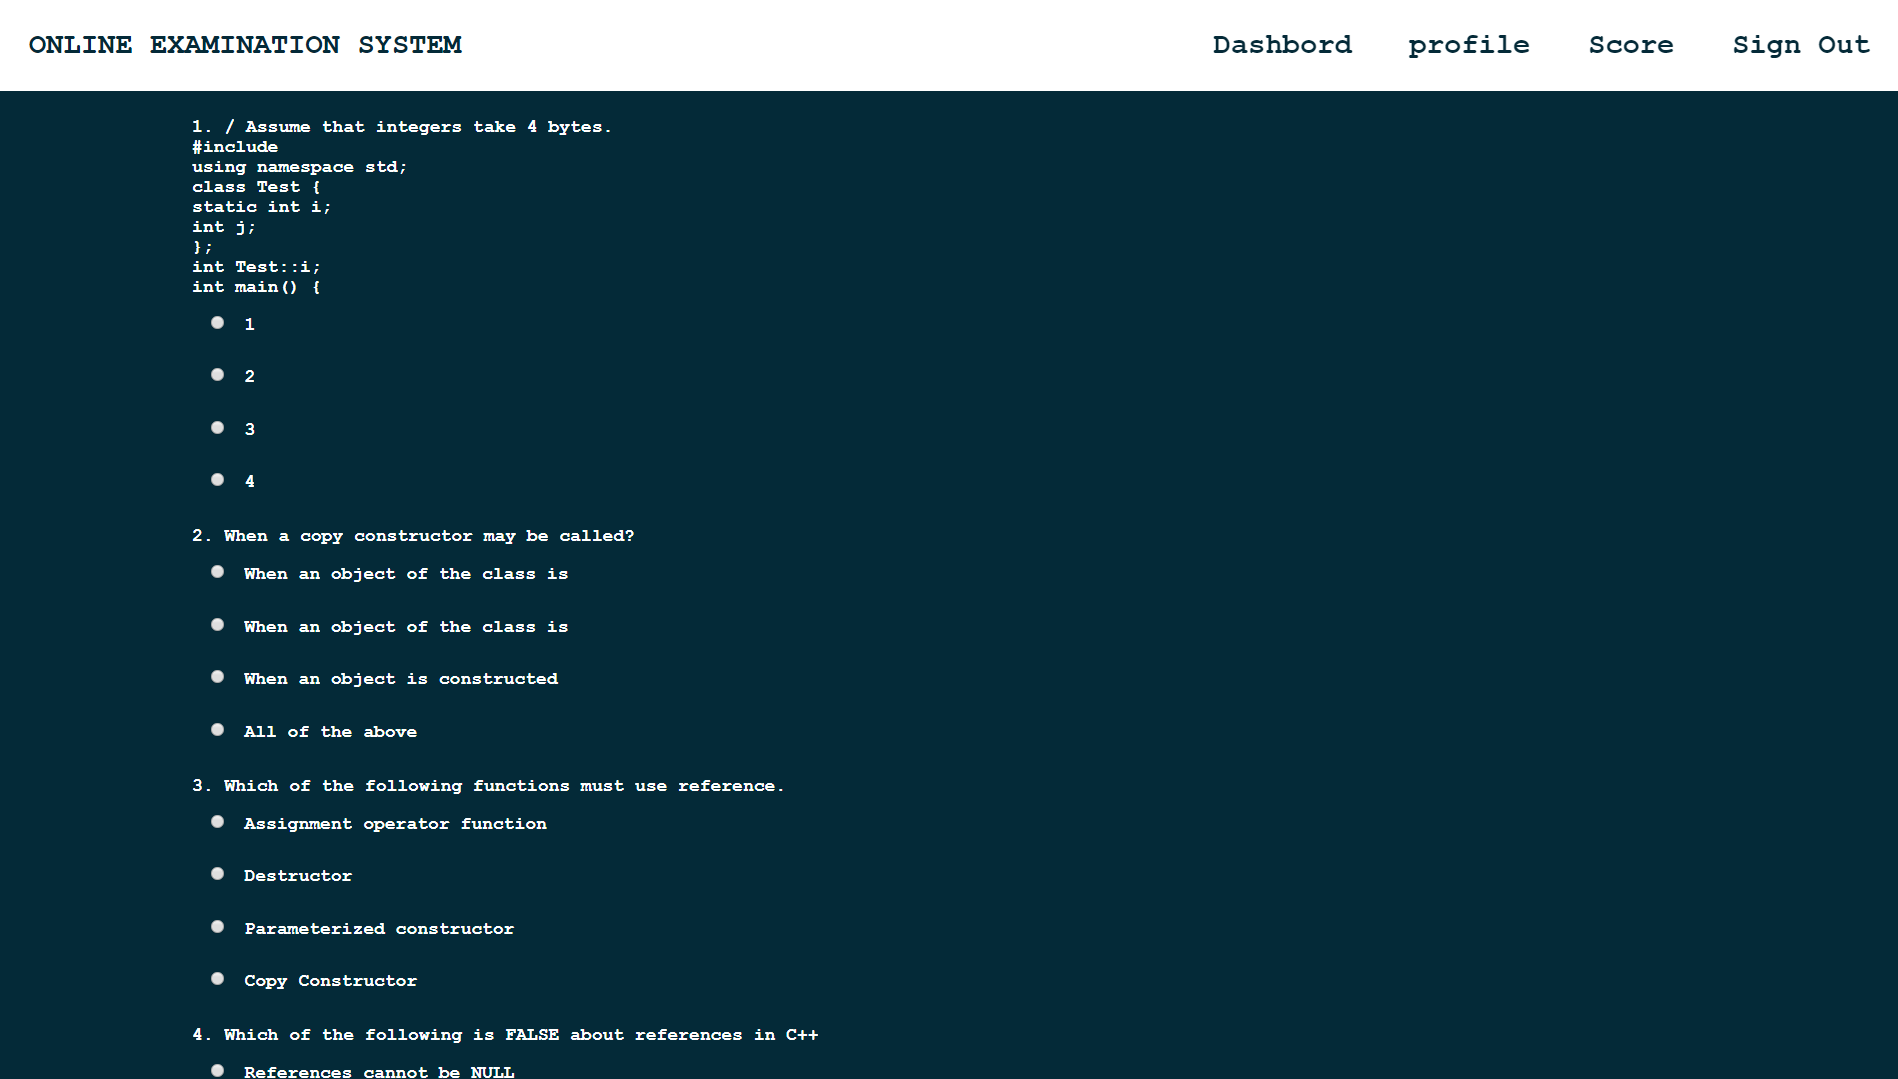 ONLINE EXAMINATION SYSTEM
Dashbord profile Score Sign Out
1. / Assume that integers take 4 bytes.
#include
using namespace std;
class Test {
static int i;
int j;
};
int Test::i;
int main() {
1
2
3
4
2. When a copy constructor may be called?
When an object of the class is
When an object of the class is
When an object is constructed
All of the above
3. Which of the following functions must use reference.
Assignment operator function
Destructor
Parameterized constructor
Copy Constructor
4. Which of the following is FALSE about references in C++
References cannot be NULL